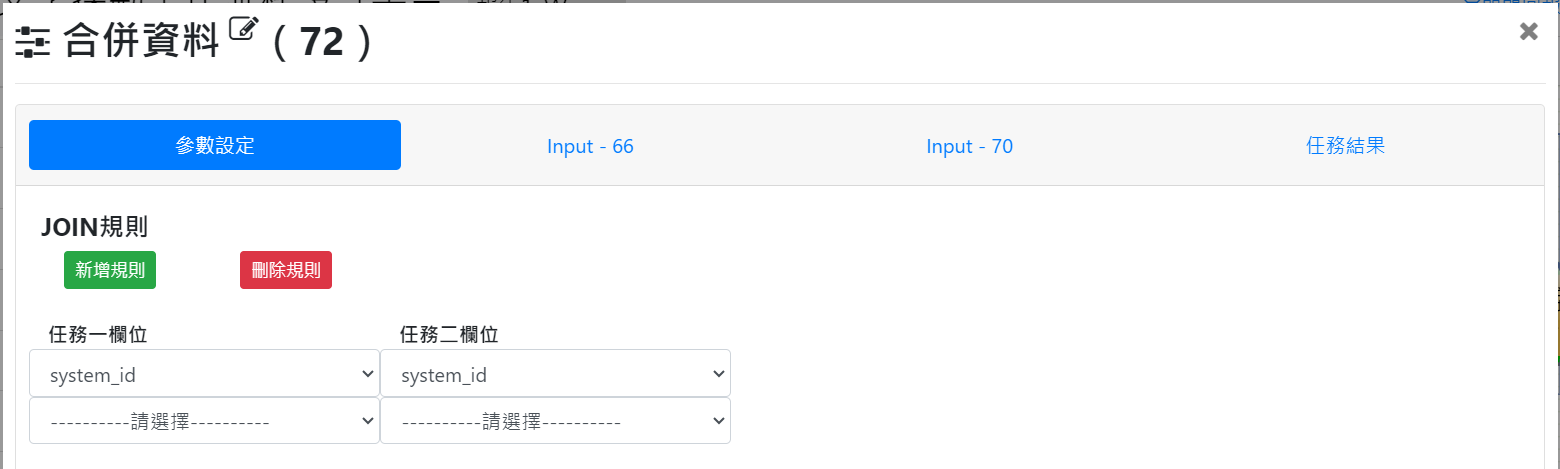 合併資料 ( 72 )
參數設定 Input - 66 Input - 70 任務結果
JOIN規則
新增規則 刪除規則
任務一欄位 任務二欄位
system_id system_id
----------請選擇---------- ----------請選擇----------